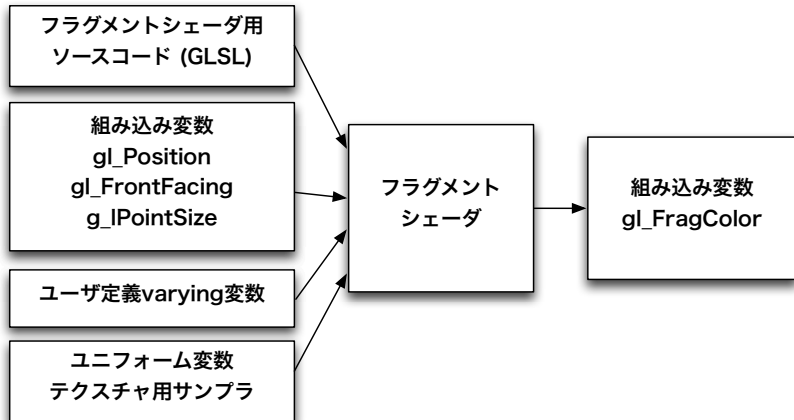 フラグメントシェーダ用
ソースコード (GLSL)
組み込み変数
gl_Position
gl_FrontFacing
g_lPointSize
ユーザ定義varying変数
ユニフォーム変数
テクスチャ用サンプラ
フラグメント
シェーダ
組み込み変数
gl_FragColor